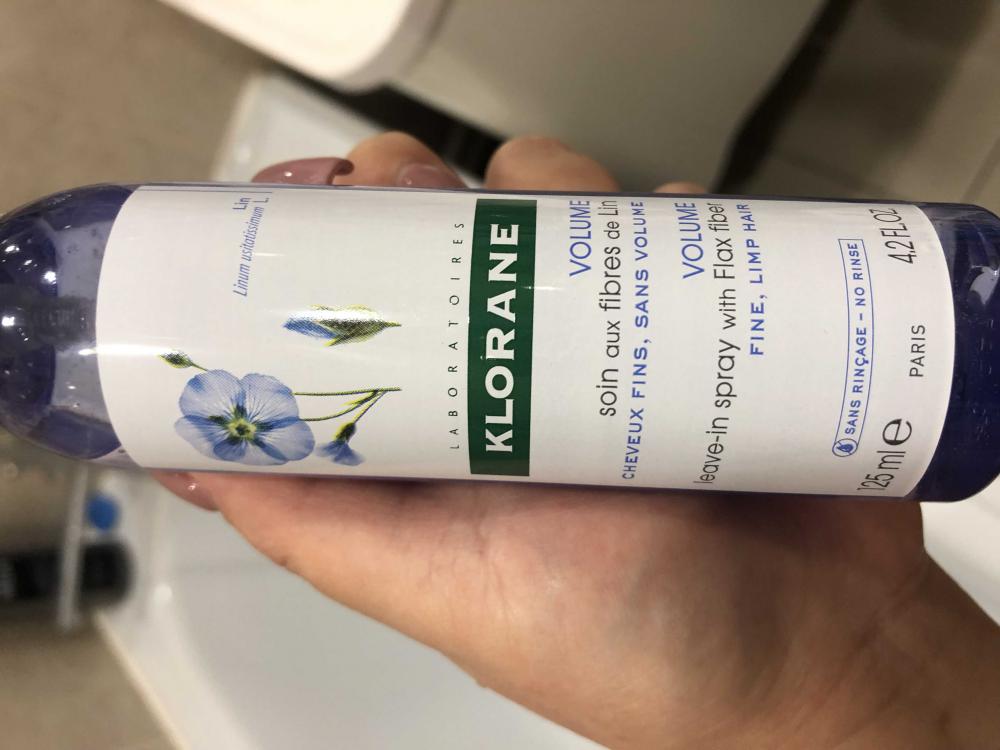 Lin
Linum usitatissimum L.
LABORATOIRES
KLORANE
VOLUME
soin aux fibres de Lin
CHEVEUX FINS, SANS VOLUME
VOLUME
leave-in spray with Flax fiber
FINE, LIMP HAIR
SANS RINÇAGE – NO RINSE
125 ml e PARIS 4.2 FL.OZ